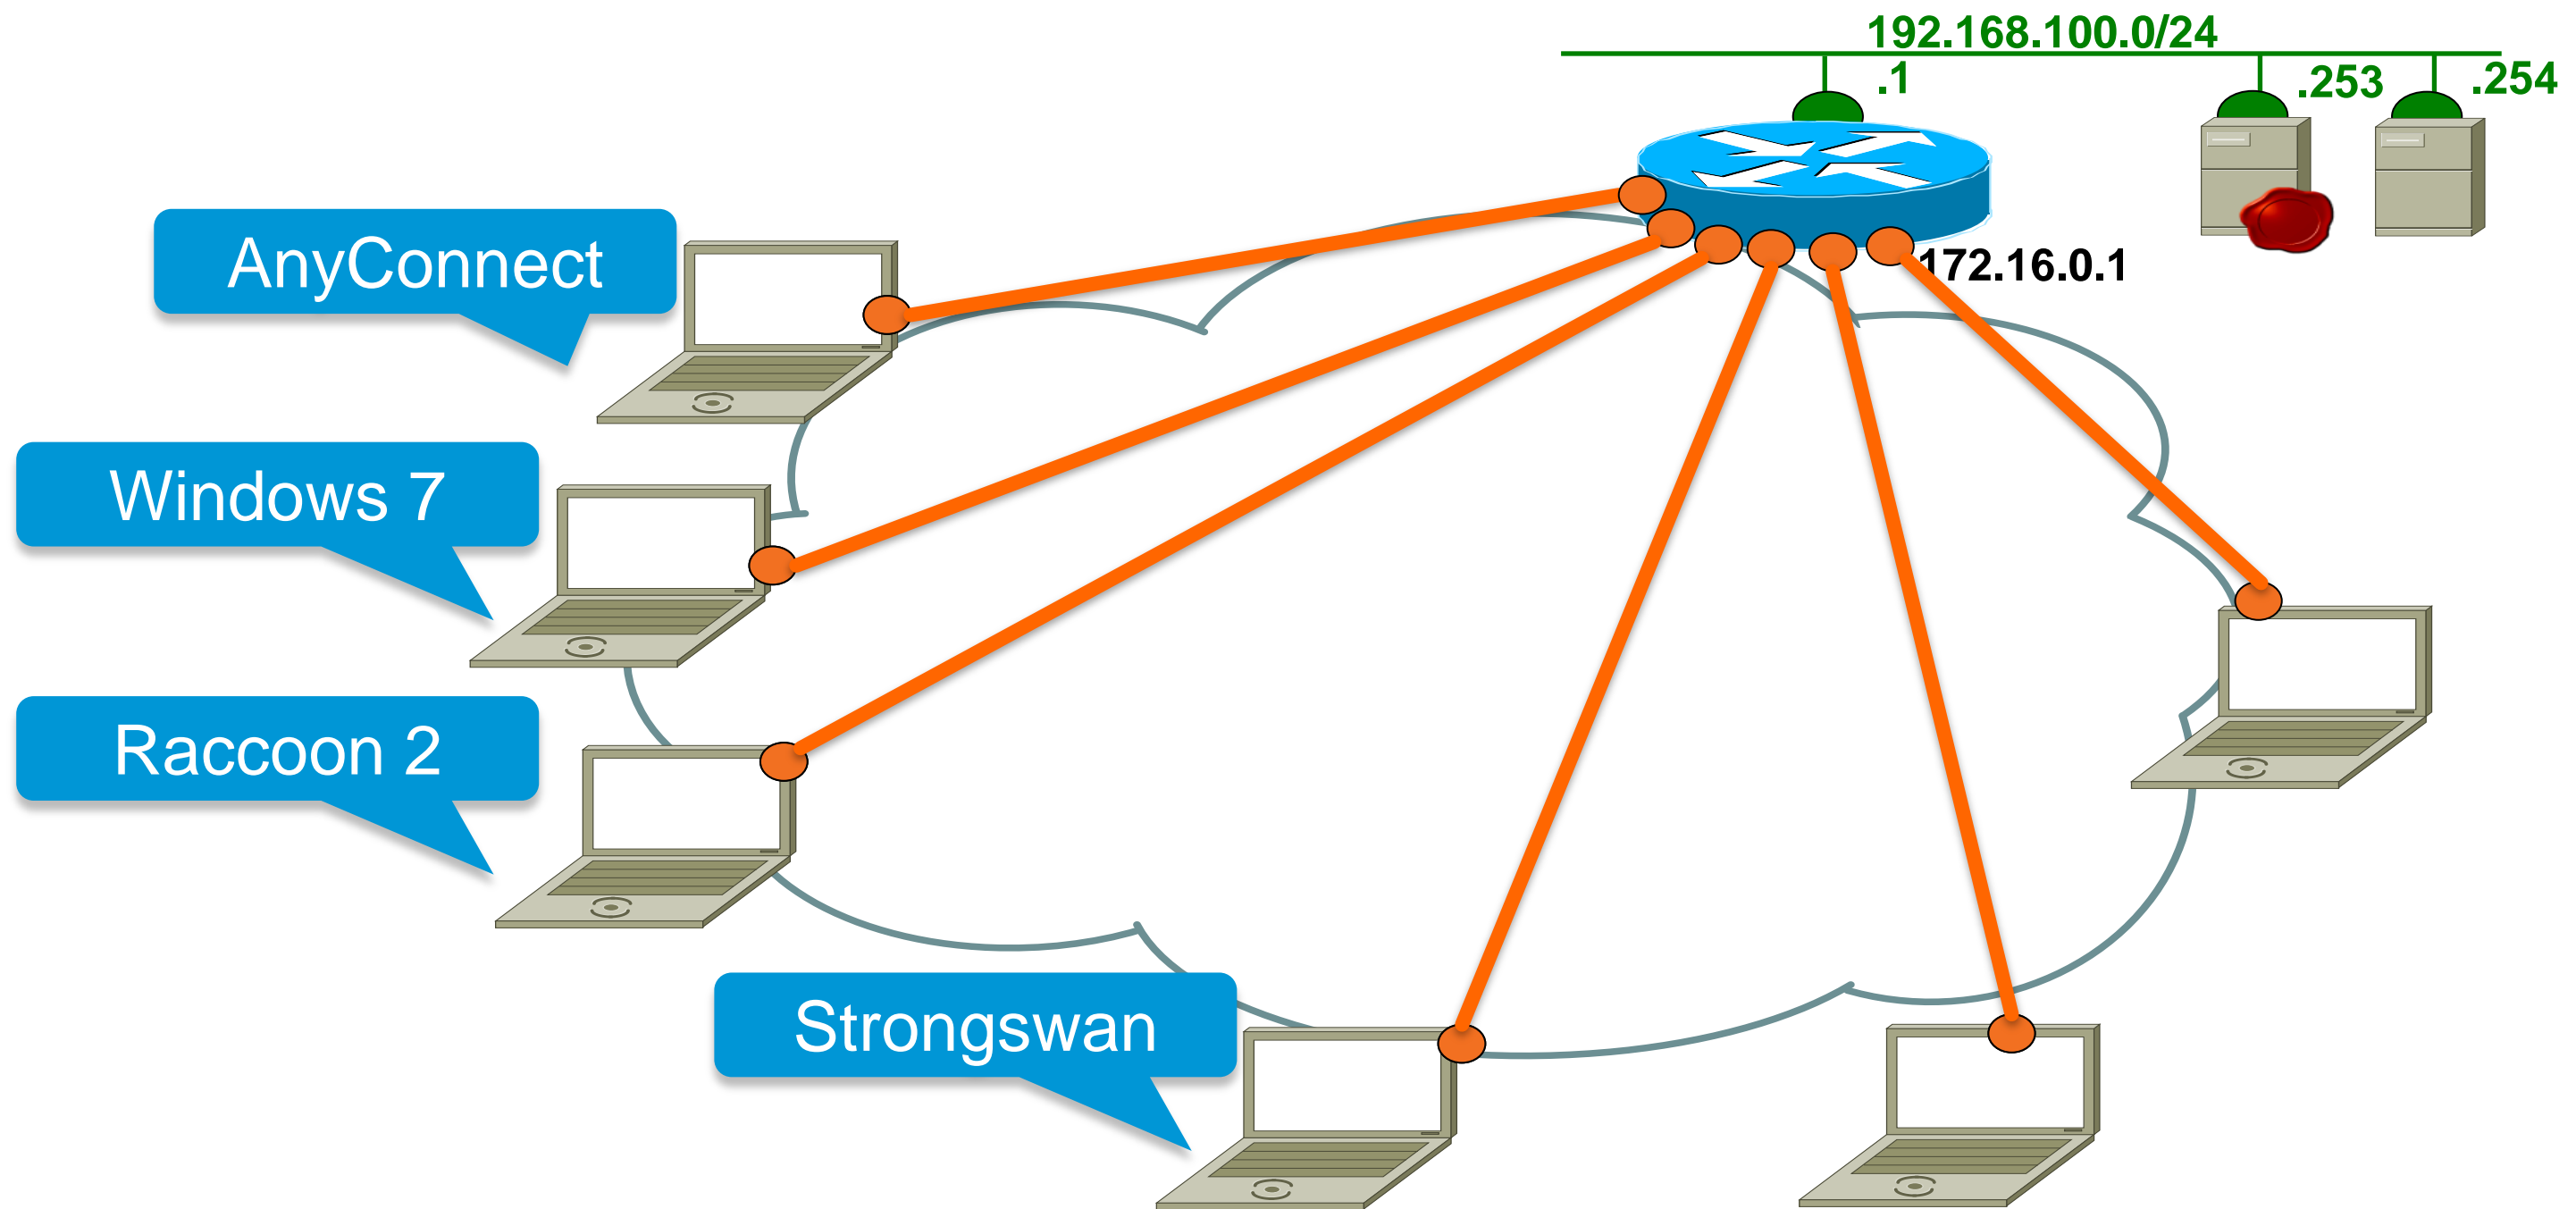 192.168.100.0/24
.1
.253
.254
172.16.0.1
AnyConnect
Windows 7
Raccoon 2
Strongswan